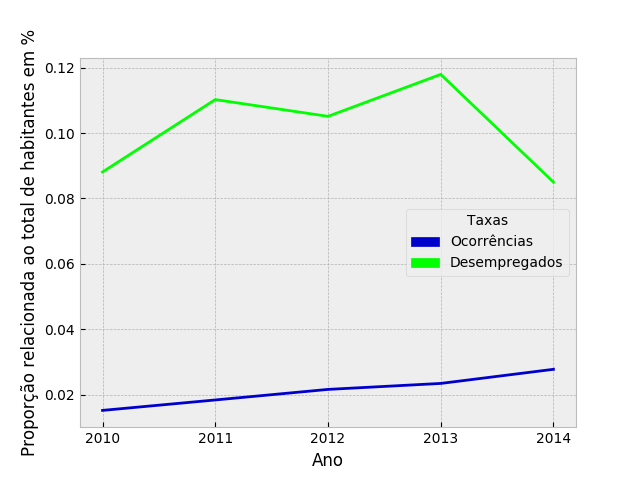 Proporção relacionada ao total de habitantes em %
0.12
0.10
0.08
0.06
0.04
0.02
Taxas
Ocorrências
Desempregados
2010 2011 2012 2013 2014
Ano